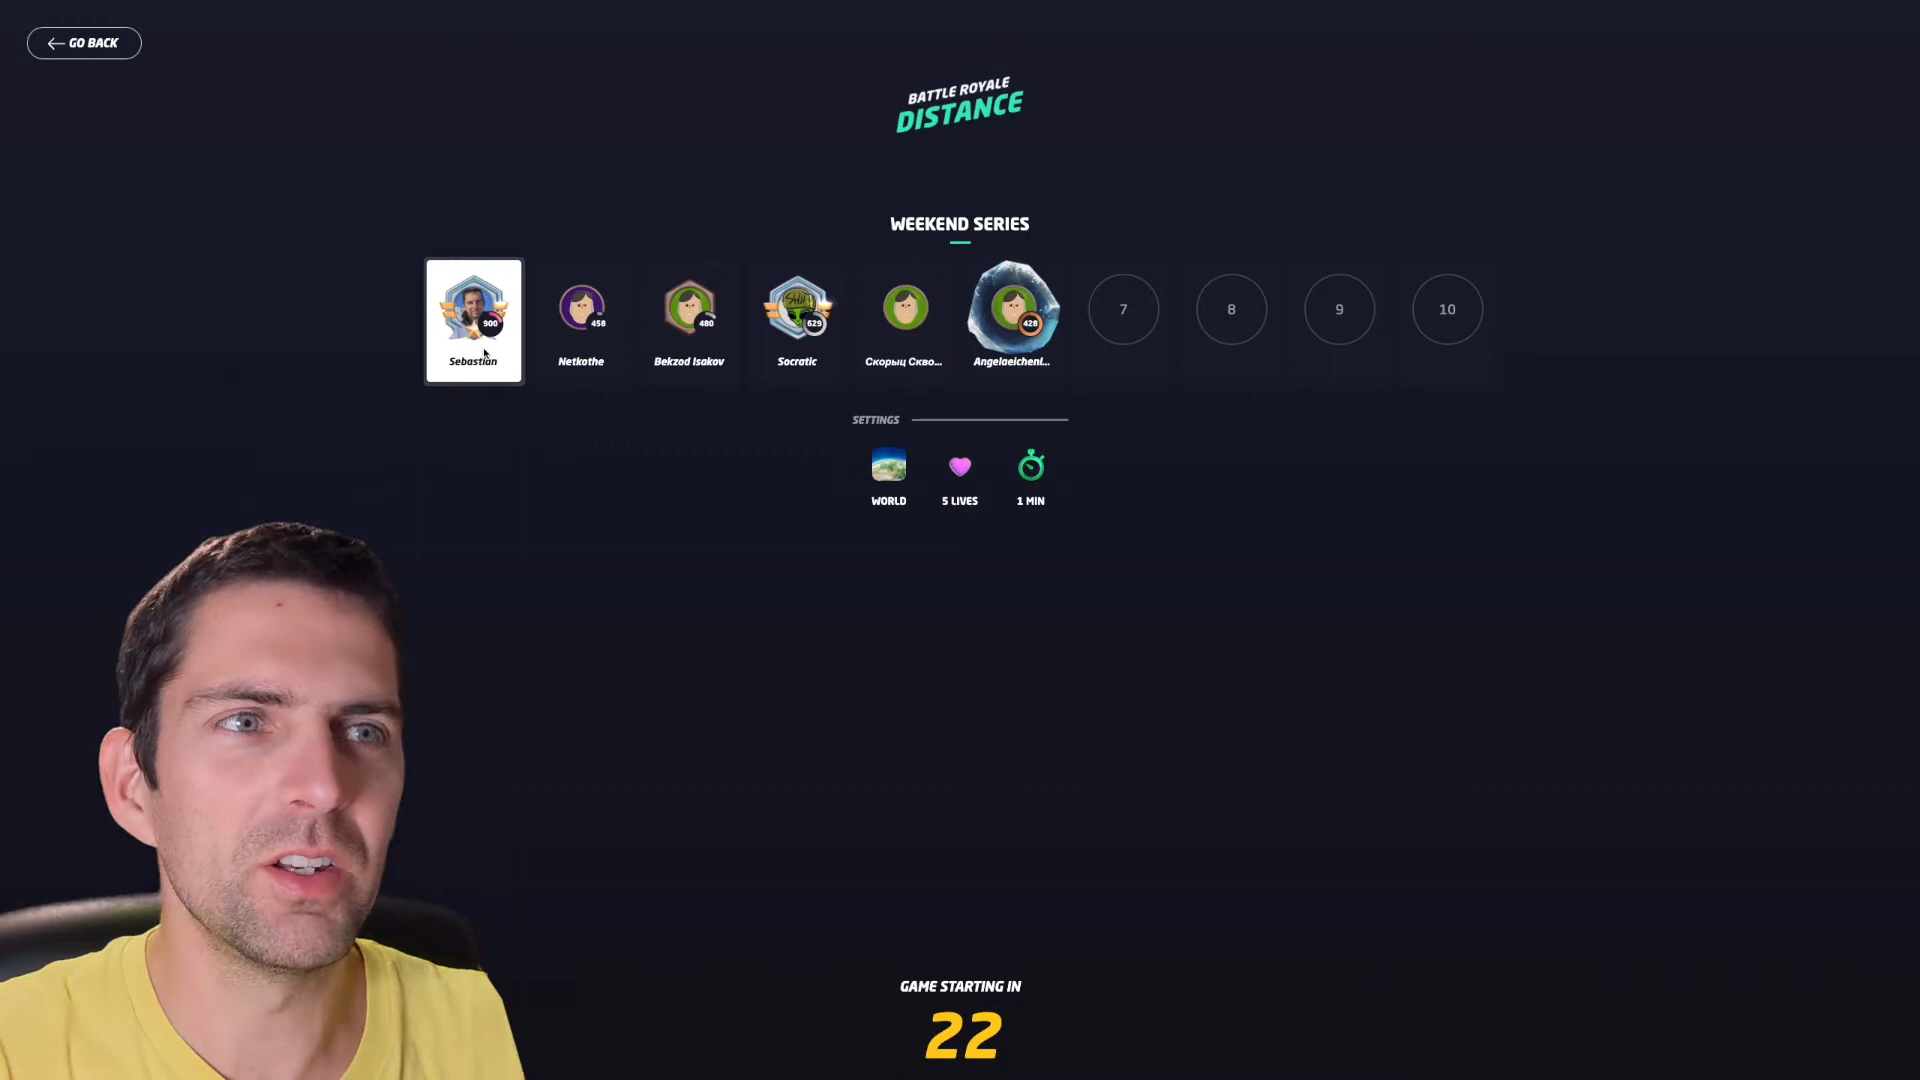 GO BACK
BATTLE ROYALE
DISTANCE
WEEKEND SERIES
900
458
480
629
428
7
8
9
10
Sebastian
Netkothe
Bekzod Isakov
Socratic
Скорыц Скво...
Angelaeichenl...
SETTINGS
WORLD
5 LIVES
1 MIN
GAME STARTING IN
22